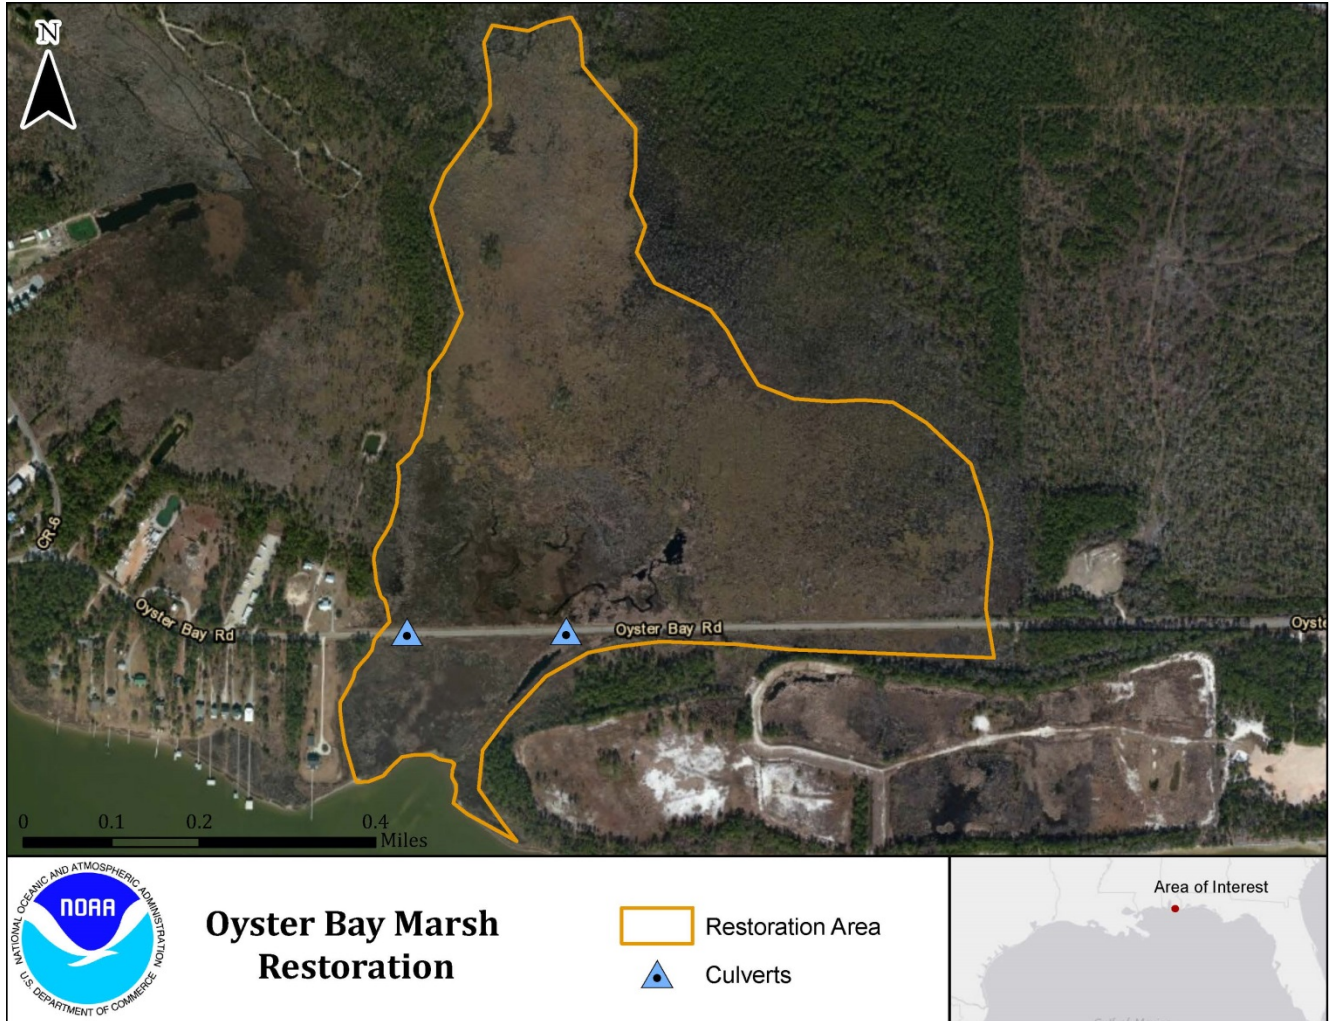 N
CR-6
Oyster Bay Rd
Oyster Bay Rd
Oyste
0 0.1 0.2 0.4
Miles
NATIONAL OCEANIC AND ATMOSPHERIC ADMINISTRATION
NOAA
U.S. DEPARTMENT OF COMMERCE
Oyster Bay Marsh
Restoration
Restoration Area
Culverts
Area of Interest